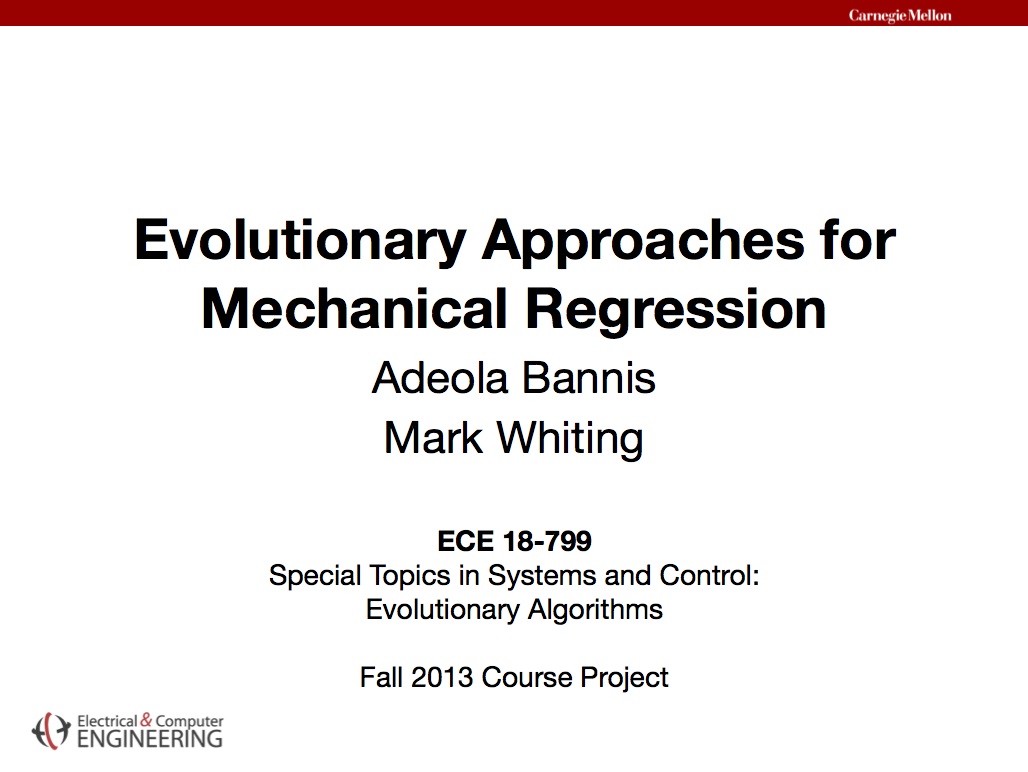 Carnegie Mellon
Evolutionary Approaches for
Mechanical Regression
Adeola Bannis
Mark Whiting
ECE 18-799
Special Topics in Systems and Control:
Evolutionary Algorithms
Fall 2013 Course Project
Electrical & Computer
ENGINEERING